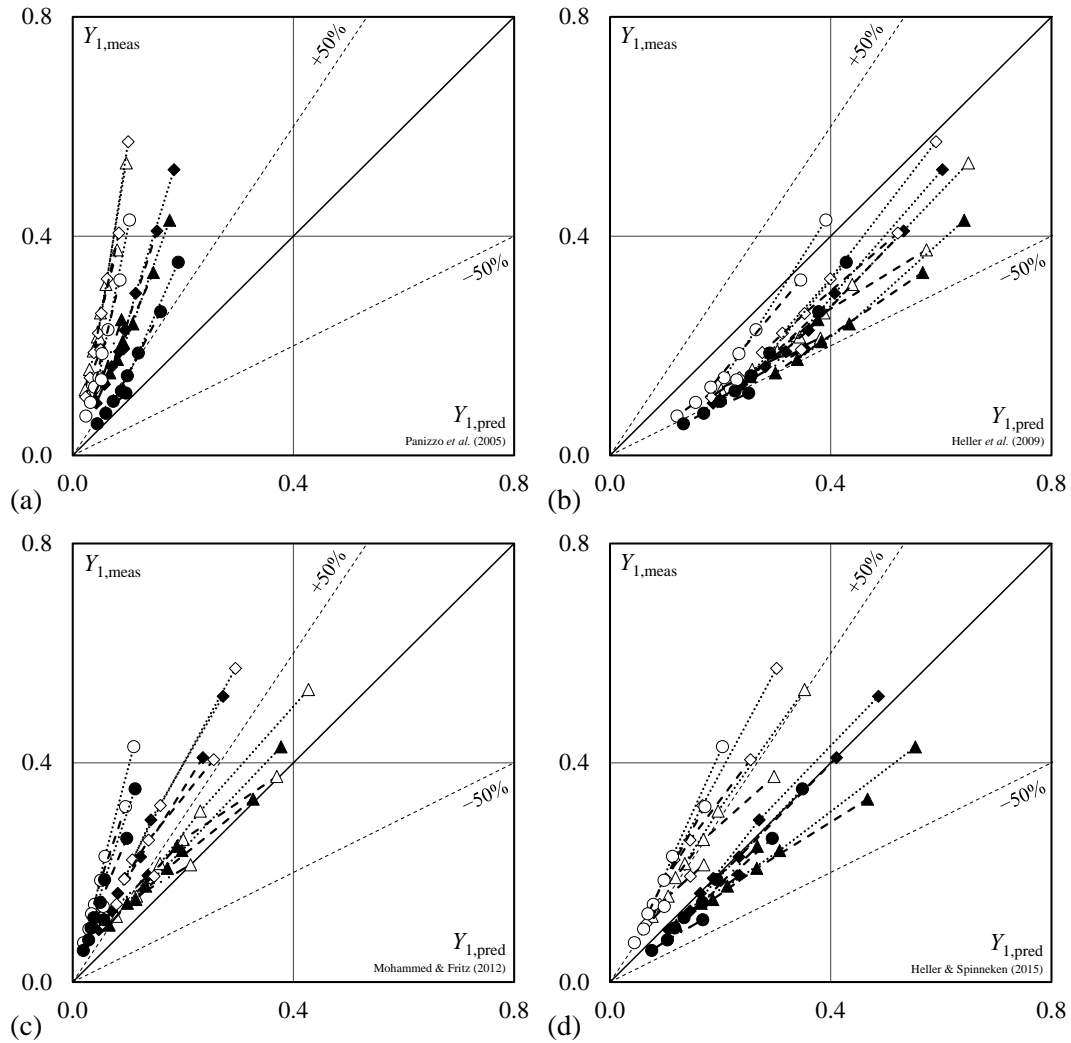 0.8
Y1,meas
+50%
0.4
−50%
Y1,pred
Panizzo et al. (2005)
0.0
0.0 0.4 0.8
(a)
0.8
Y1,meas
+50%
0.4
−50%
Y1,pred
Heller et al. (2009)
0.0
0.0 0.4 0.8
(b)
0.8
Y1,meas
+50%
0.4
−50%
Y1,pred
Mohammed & Fritz (2012)
0.0
0.0 0.4 0.8
(c)
0.8
Y1,meas
+50%
0.4
−50%
Y1,pred
Heller & Spinneken (2015)
0.0
0.0 0.4 0.8
(d)